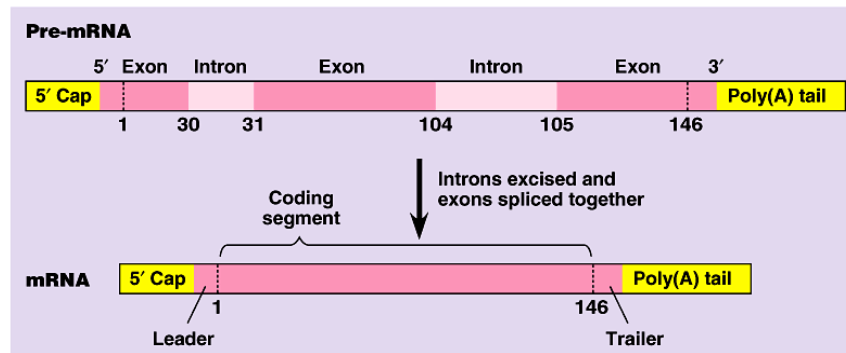 Pre-mRNA
5′ Exon Intron Exon Intron Exon 3′
5′ Cap Poly(A) tail
1 30 31 104 105 146
Introns excised and
exons spliced together
Coding
segment
mRNA 5′ Cap Poly(A) tail
1 146
Leader Trailer